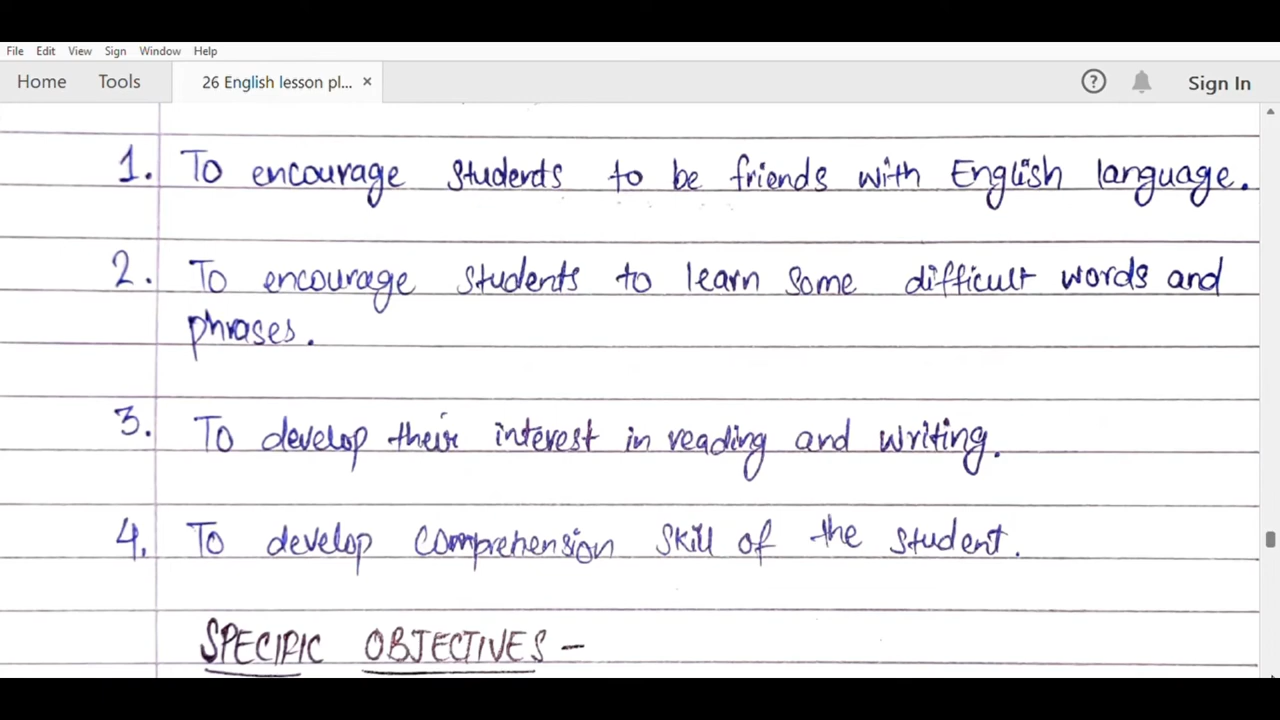 File Edit View Sign Window Help
Home Tools 26 English lesson pl... × ? Sign In
1. To encourage students to be friends with English language.
2. To encourage students to learn some difficult words and
phrases.
3. To develop their interest in reading and writing.
4. To develop comprehension skill of the student.
SPECIFIC OBJECTIVES -